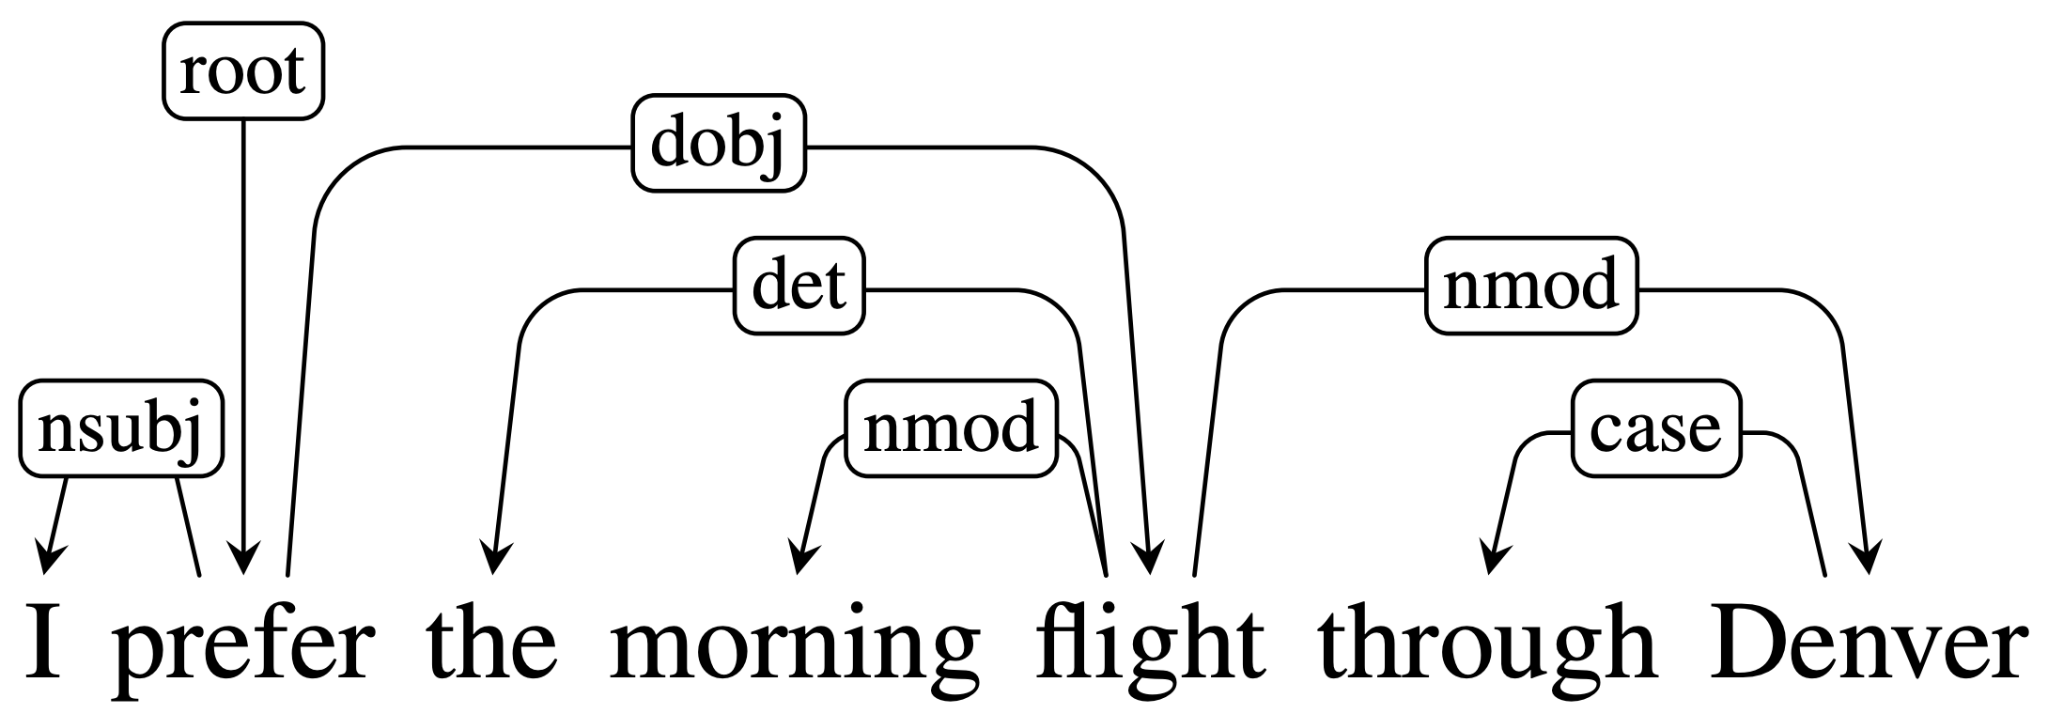 root
dobj
det nmod
nsubj nmod case
I prefer the morning flight through Denver